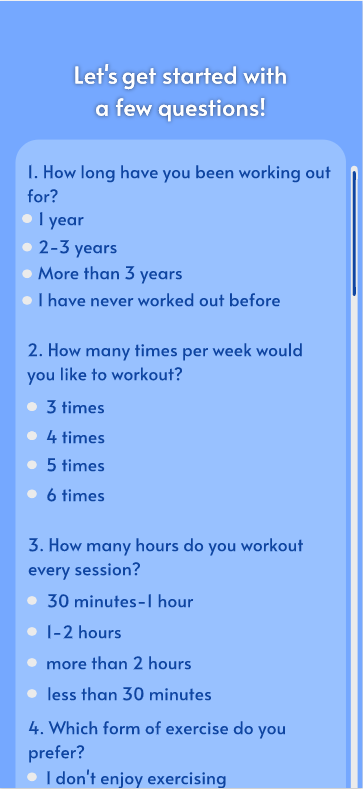 Let's get started with
a few questions!
1. How long have you been working out
for?
1 year
2-3 years
More than 3 years
I have never worked out before
2. How many times per week would
you like to workout?
3 times
4 times
5 times
6 times
3. How many hours do you workout
every session?
30 minutes-1 hour
1-2 hours
more than 2 hours
less than 30 minutes
4. Which form of exercise do you
prefer?
I don't enjoy exercising